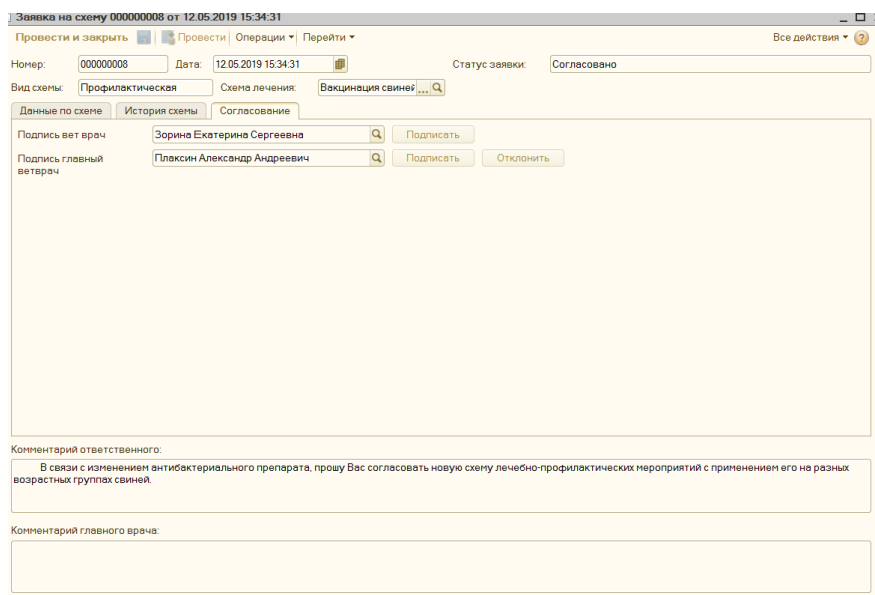 Заявка на схему 000000008 от 12.05.2019 15:34:31
Провести и закрыть Провести Операции Перейти Все действия ?
Номер: 000000008 Дата: 12.05.2019 15:34:31 Статус заявки: Согласовано
Вид схемы: Профилактическая Схема лечения: Вакцинация свиней ...
Данные по схеме История схемы Согласование
Подпись вет врач Зорина Екатерина Сергеевна Подписать
Подпись главный Плаксин Александр Андреевич Подписать Отклонить
ветврач
Комментарий ответственного:
В связи с изменением антибактериального препарата, прошу Вас согласовать новую схему лечебно-профилактических мероприятий с применением его на разных
возрастных группах свиней.
Комментарий главного врача: